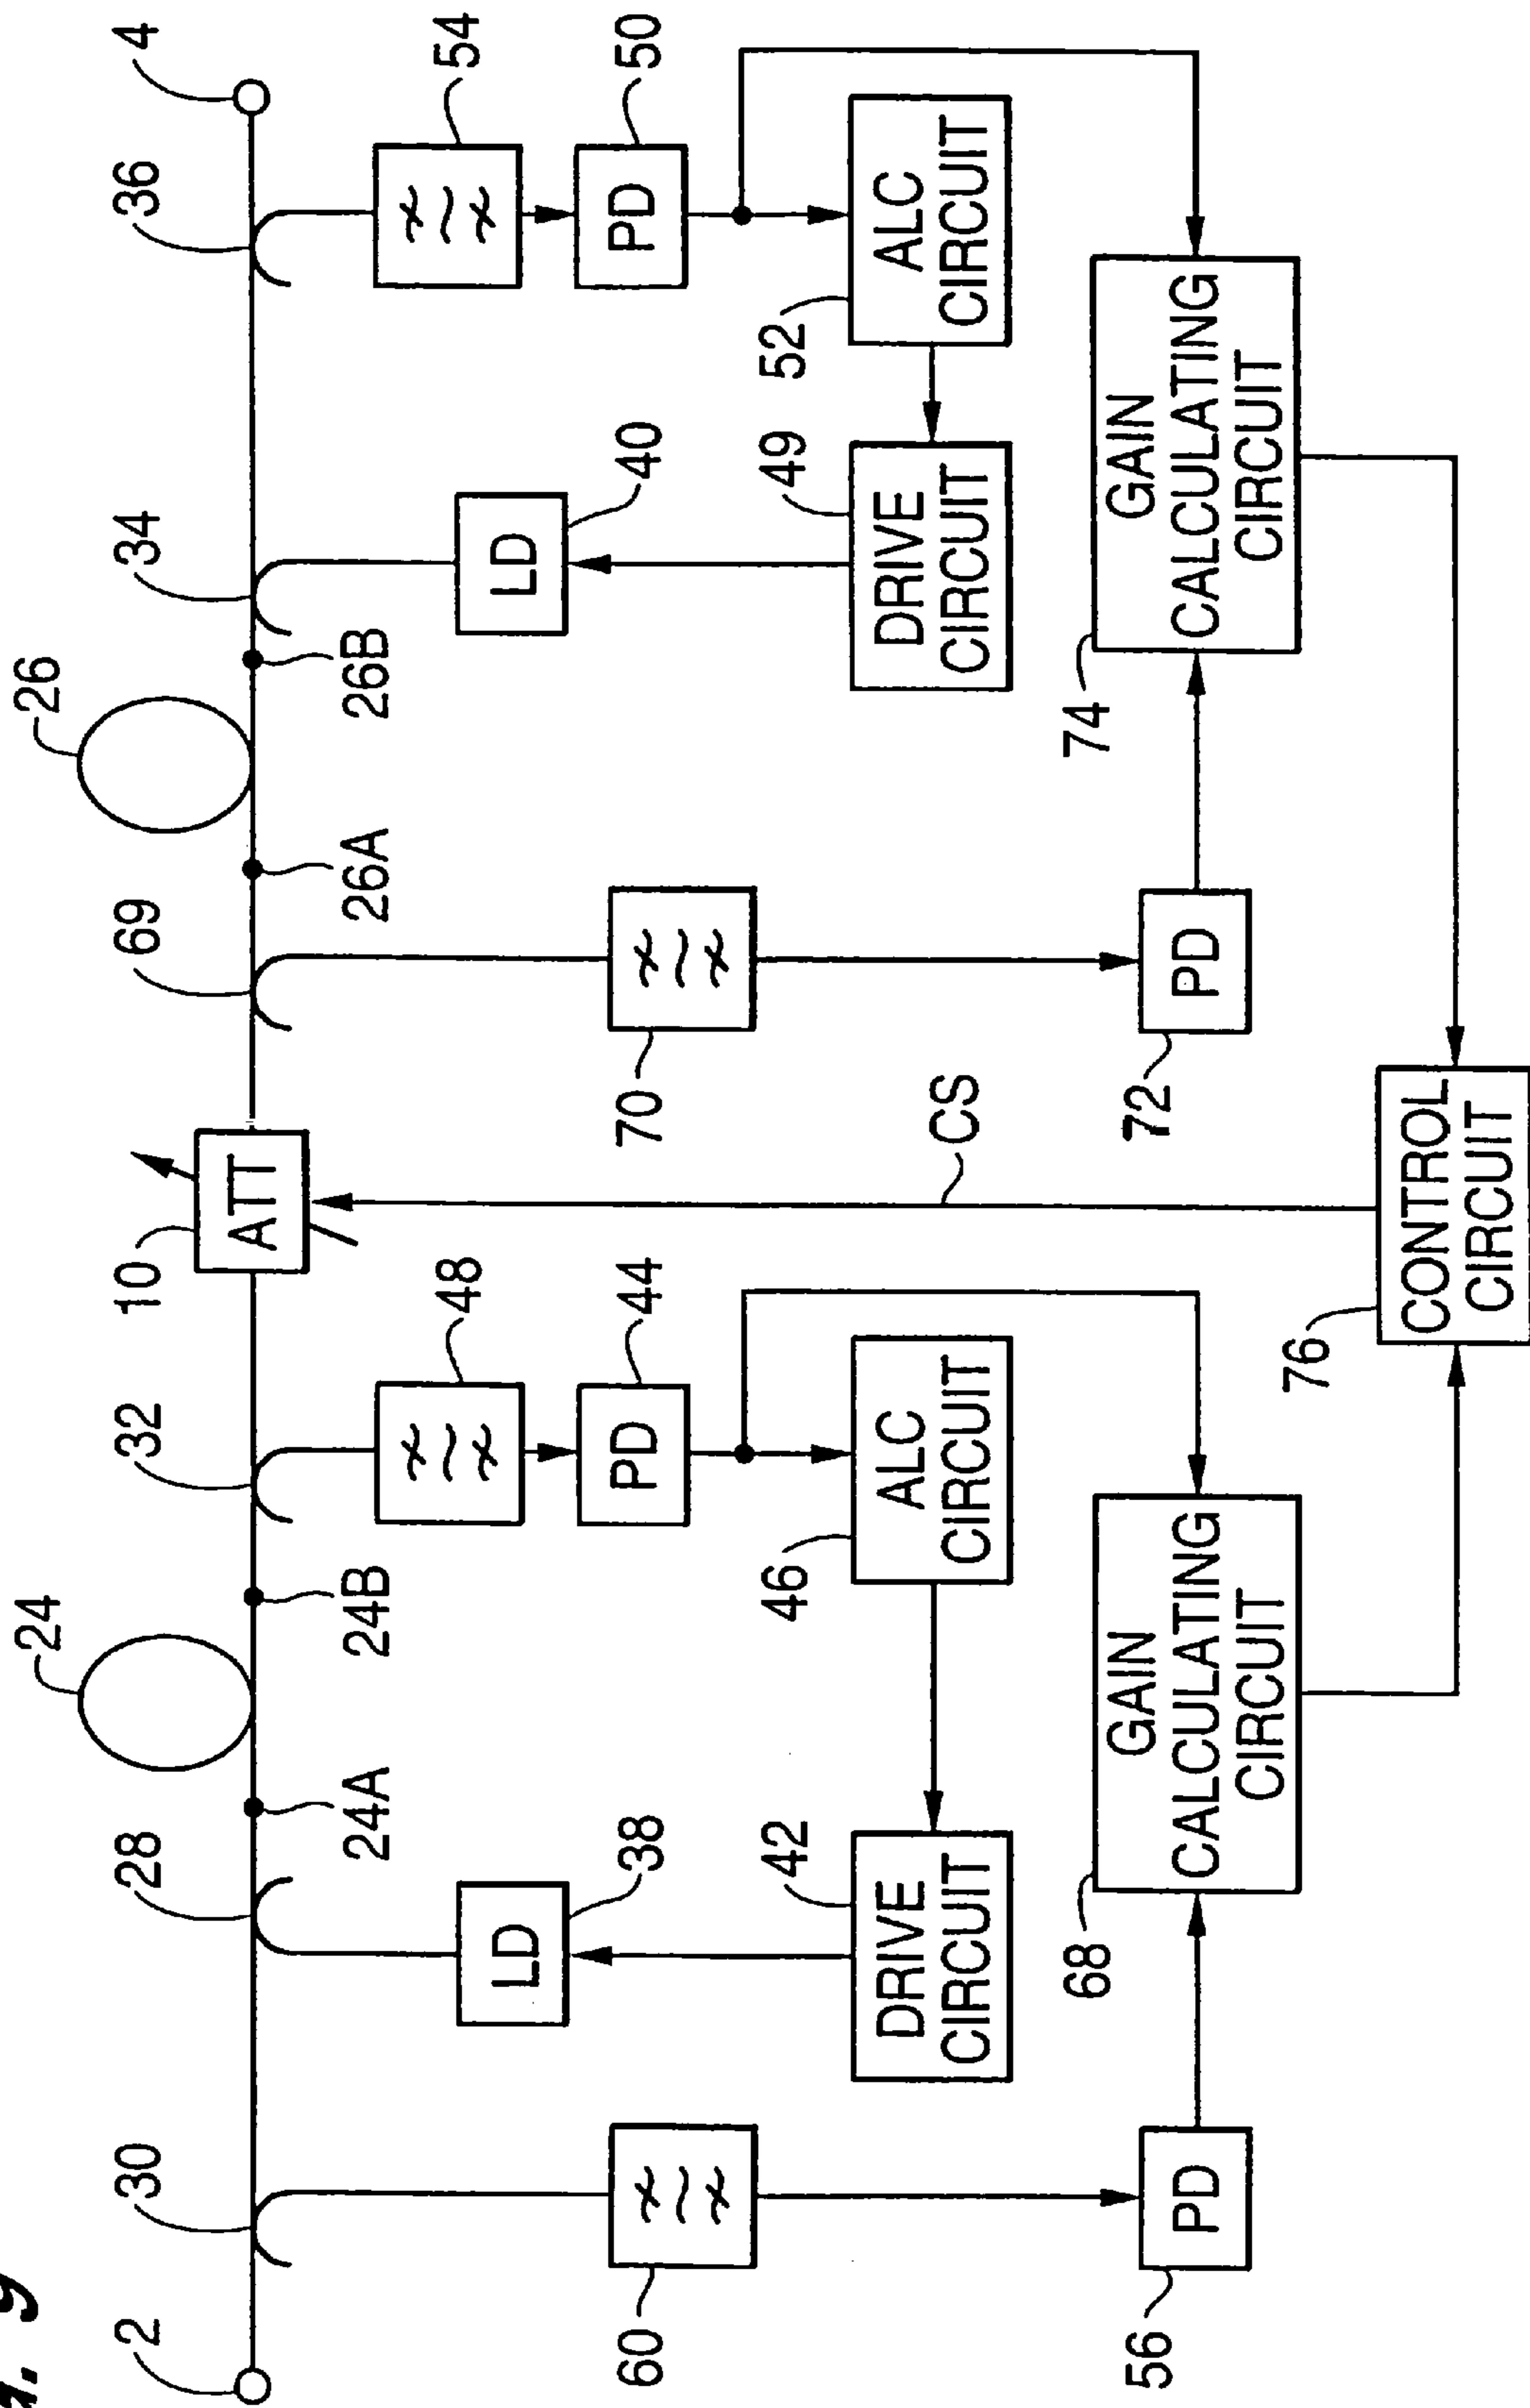 2
30
28
24
24A
24B
32
10
ATT
69
26
26A
26B
34
36
4
60
LD
38
48
PD
44
70
LD
40
54
PD
50
DRIVE
CIRCUIT
42
ALC
CIRCUIT
46
CS
DRIVE
CIRCUIT
49
ALC
CIRCUIT
52
PD
56
GAIN
CALCULATING
CIRCUIT
68
PD
72
GAIN
CALCULATING
CIRCUIT
74
CONTROL
CIRCUIT
76